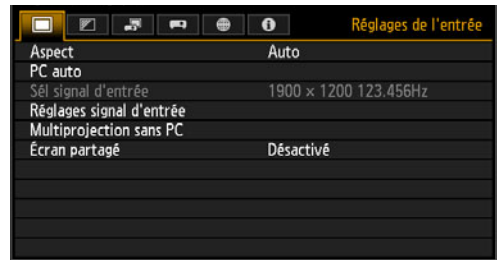 Réglages de l'entrée
Aspect Auto
PC auto
Sél signal d'entrée 1900 × 1200 123.456Hz
Réglages signal d'entrée
Multiprojection sans PC
Écran partagé Désactivé